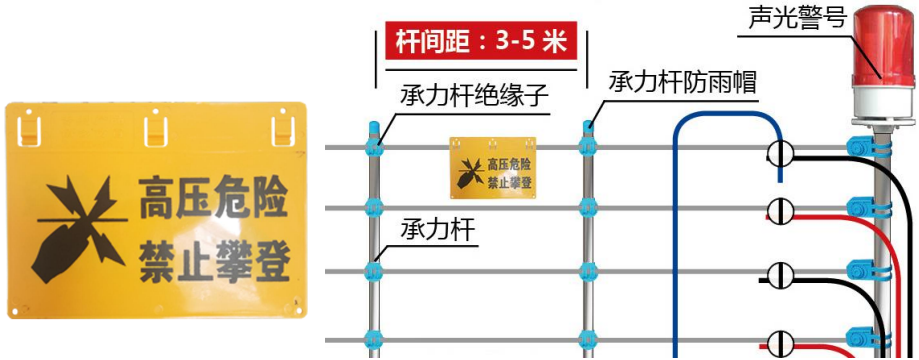 高压危险
禁止攀登
杆间距：3-5 米
声光警号
承力杆绝缘子
承力杆防雨帽
高压危险
禁止攀登
承力杆